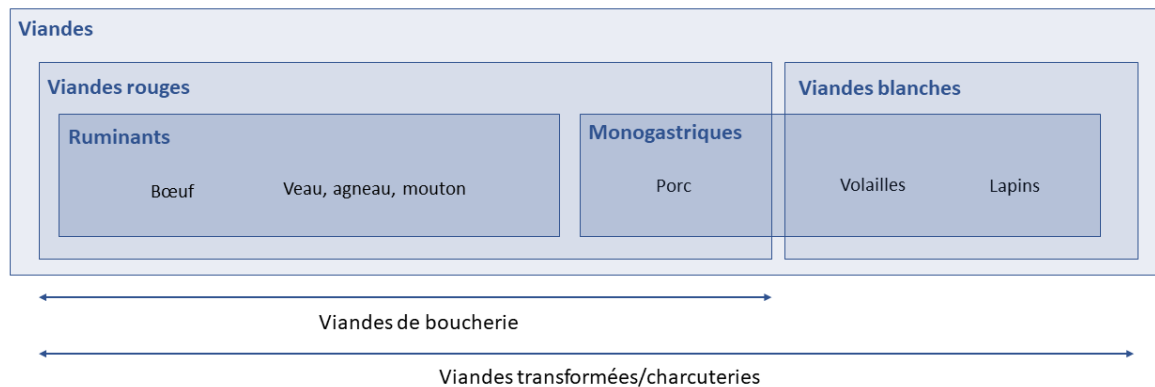 Viandes
Viandes rouges
Viandes blanches
Ruminants
Monogastriques
Bœuf
Veau, agneau, mouton
Porc
Volailles
Lapins
Viandes de boucherie
Viandes transformées/charcuteries